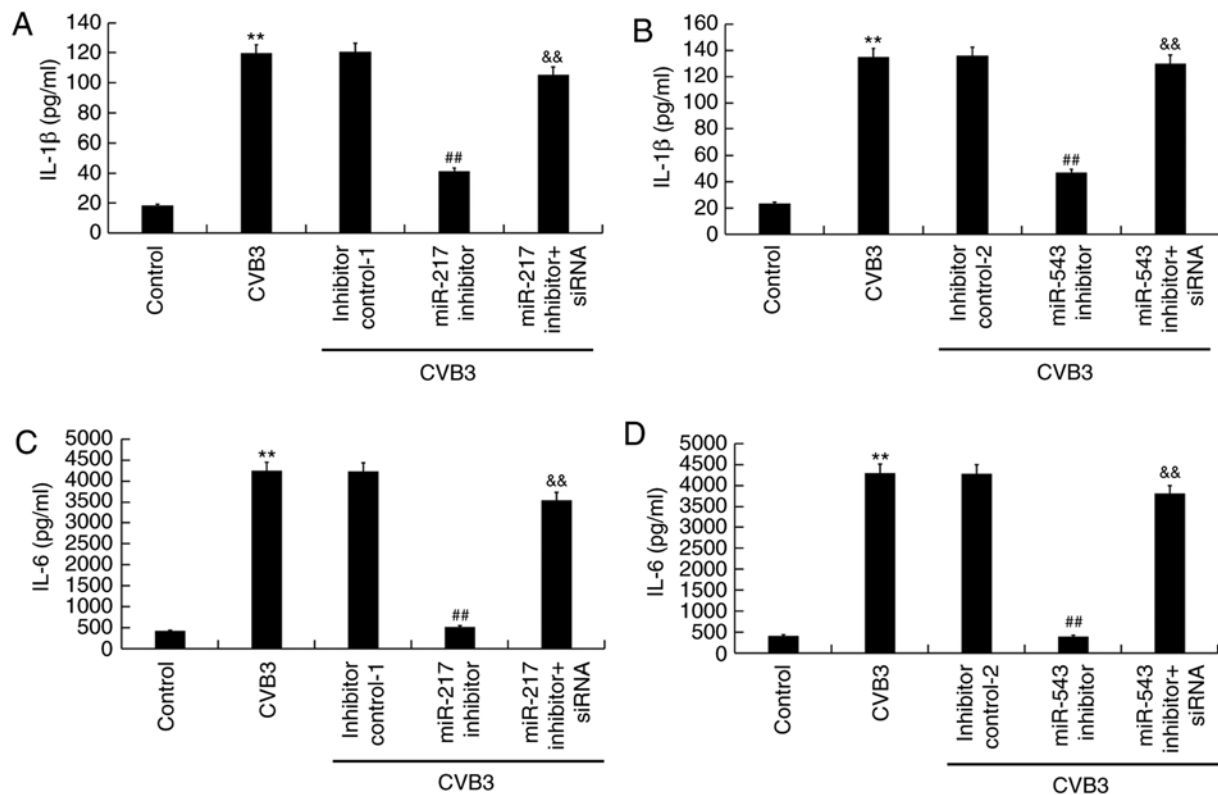 A
IL-1β (pg/ml)
140
120
100
80
60
40
20
0
**
##
&&
Control
CVB3
Inhibitor
control-1
miR-217
inhibitor
miR-217
inhibitor+
siRNA
CVB3
B
IL-1β (pg/ml)
160
140
120
100
80
60
40
20
0
**
##
&&
Control
CVB3
Inhibitor
control-2
miR-543
inhibitor
miR-543
inhibitor+
siRNA
CVB3
C
IL-6 (pg/ml)
5000
4500
4000
3500
3000
2500
2000
1500
1000
500
0
**
##
&&
Control
CVB3
Inhibitor
control-1
miR-217
inhibitor
miR-217
inhibitor+
siRNA
CVB3
D
IL-6 (pg/ml)
5000
4500
4000
3500
3000
2500
2000
1500
1000
500
0
**
##
&&
Control
CVB3
Inhibitor
control-2
miR-543
inhibitor
miR-543
inhibitor+
siRNA
CVB3